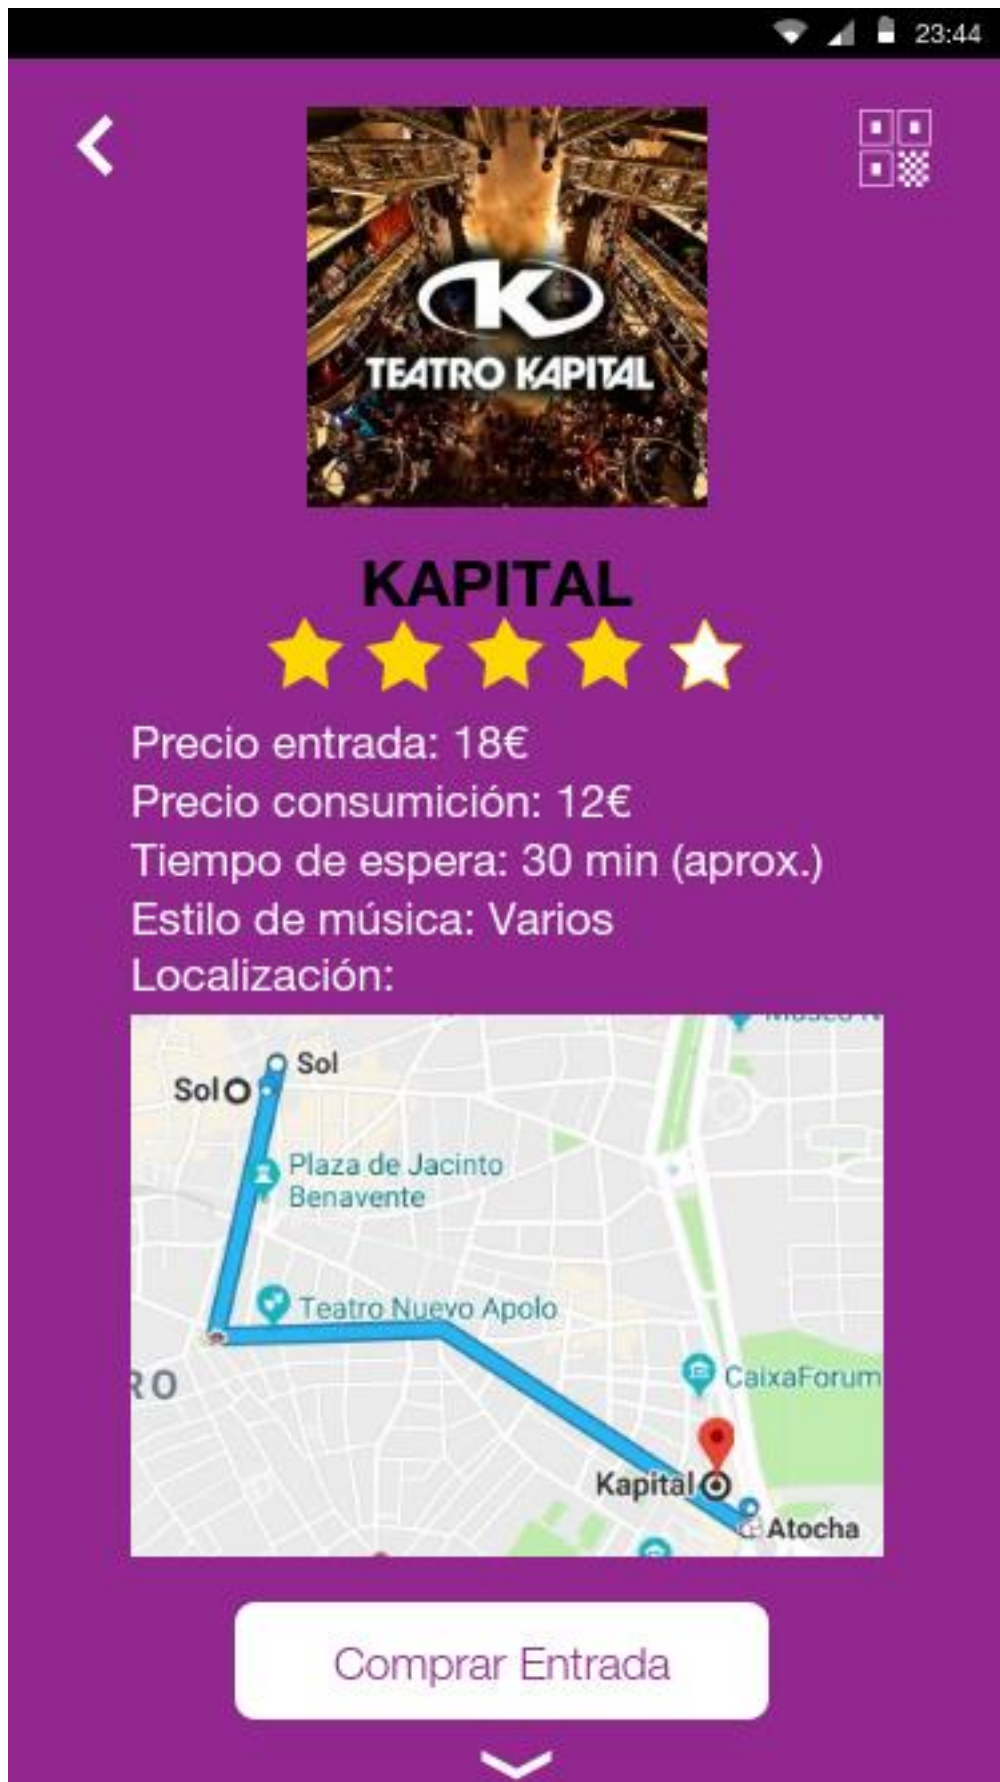 23:44
TEATRO KAPITAL
KAPITAL
Precio entrada: 18€
Precio consumición: 12€
Tiempo de espera: 30 min (aprox.)
Estilo de música: Varios
Localización:
Sol
Sol
Plaza de Jacinto
Benavente
Teatro Nuevo Apolo
RO
CaixaForum
Kapital
Atocha
Comprar Entrada